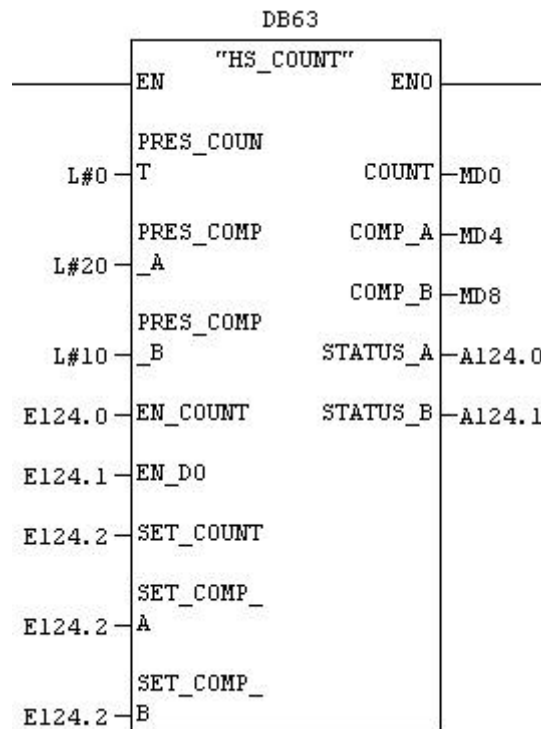 DB63
"HS_COUNT"
EN ENO
PRES_COUN
L#0 T COUNT MD0
PRES_COMP COMP_A MD4
L#20 _A
COMP_B MD8
PRES_COMP
L#10 _B STATUS_A A124.0
E124.0 EN_COUNT STATUS_B A124.1
E124.1 EN_DO
E124.2 SET_COUNT
SET_COMP_
E124.2 A
SET_COMP_
E124.2 B